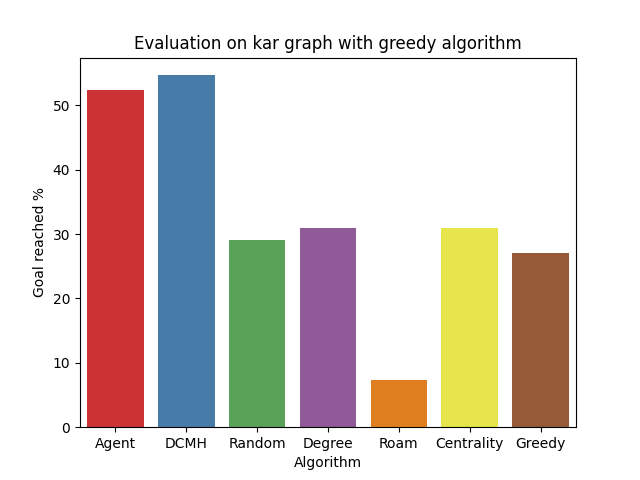 Evaluation on kar graph with greedy algorithm
Goal reached %
50
40
30
20
10
0
Agent DCMH Random Degree Roam Centrality Greedy
Algorithm